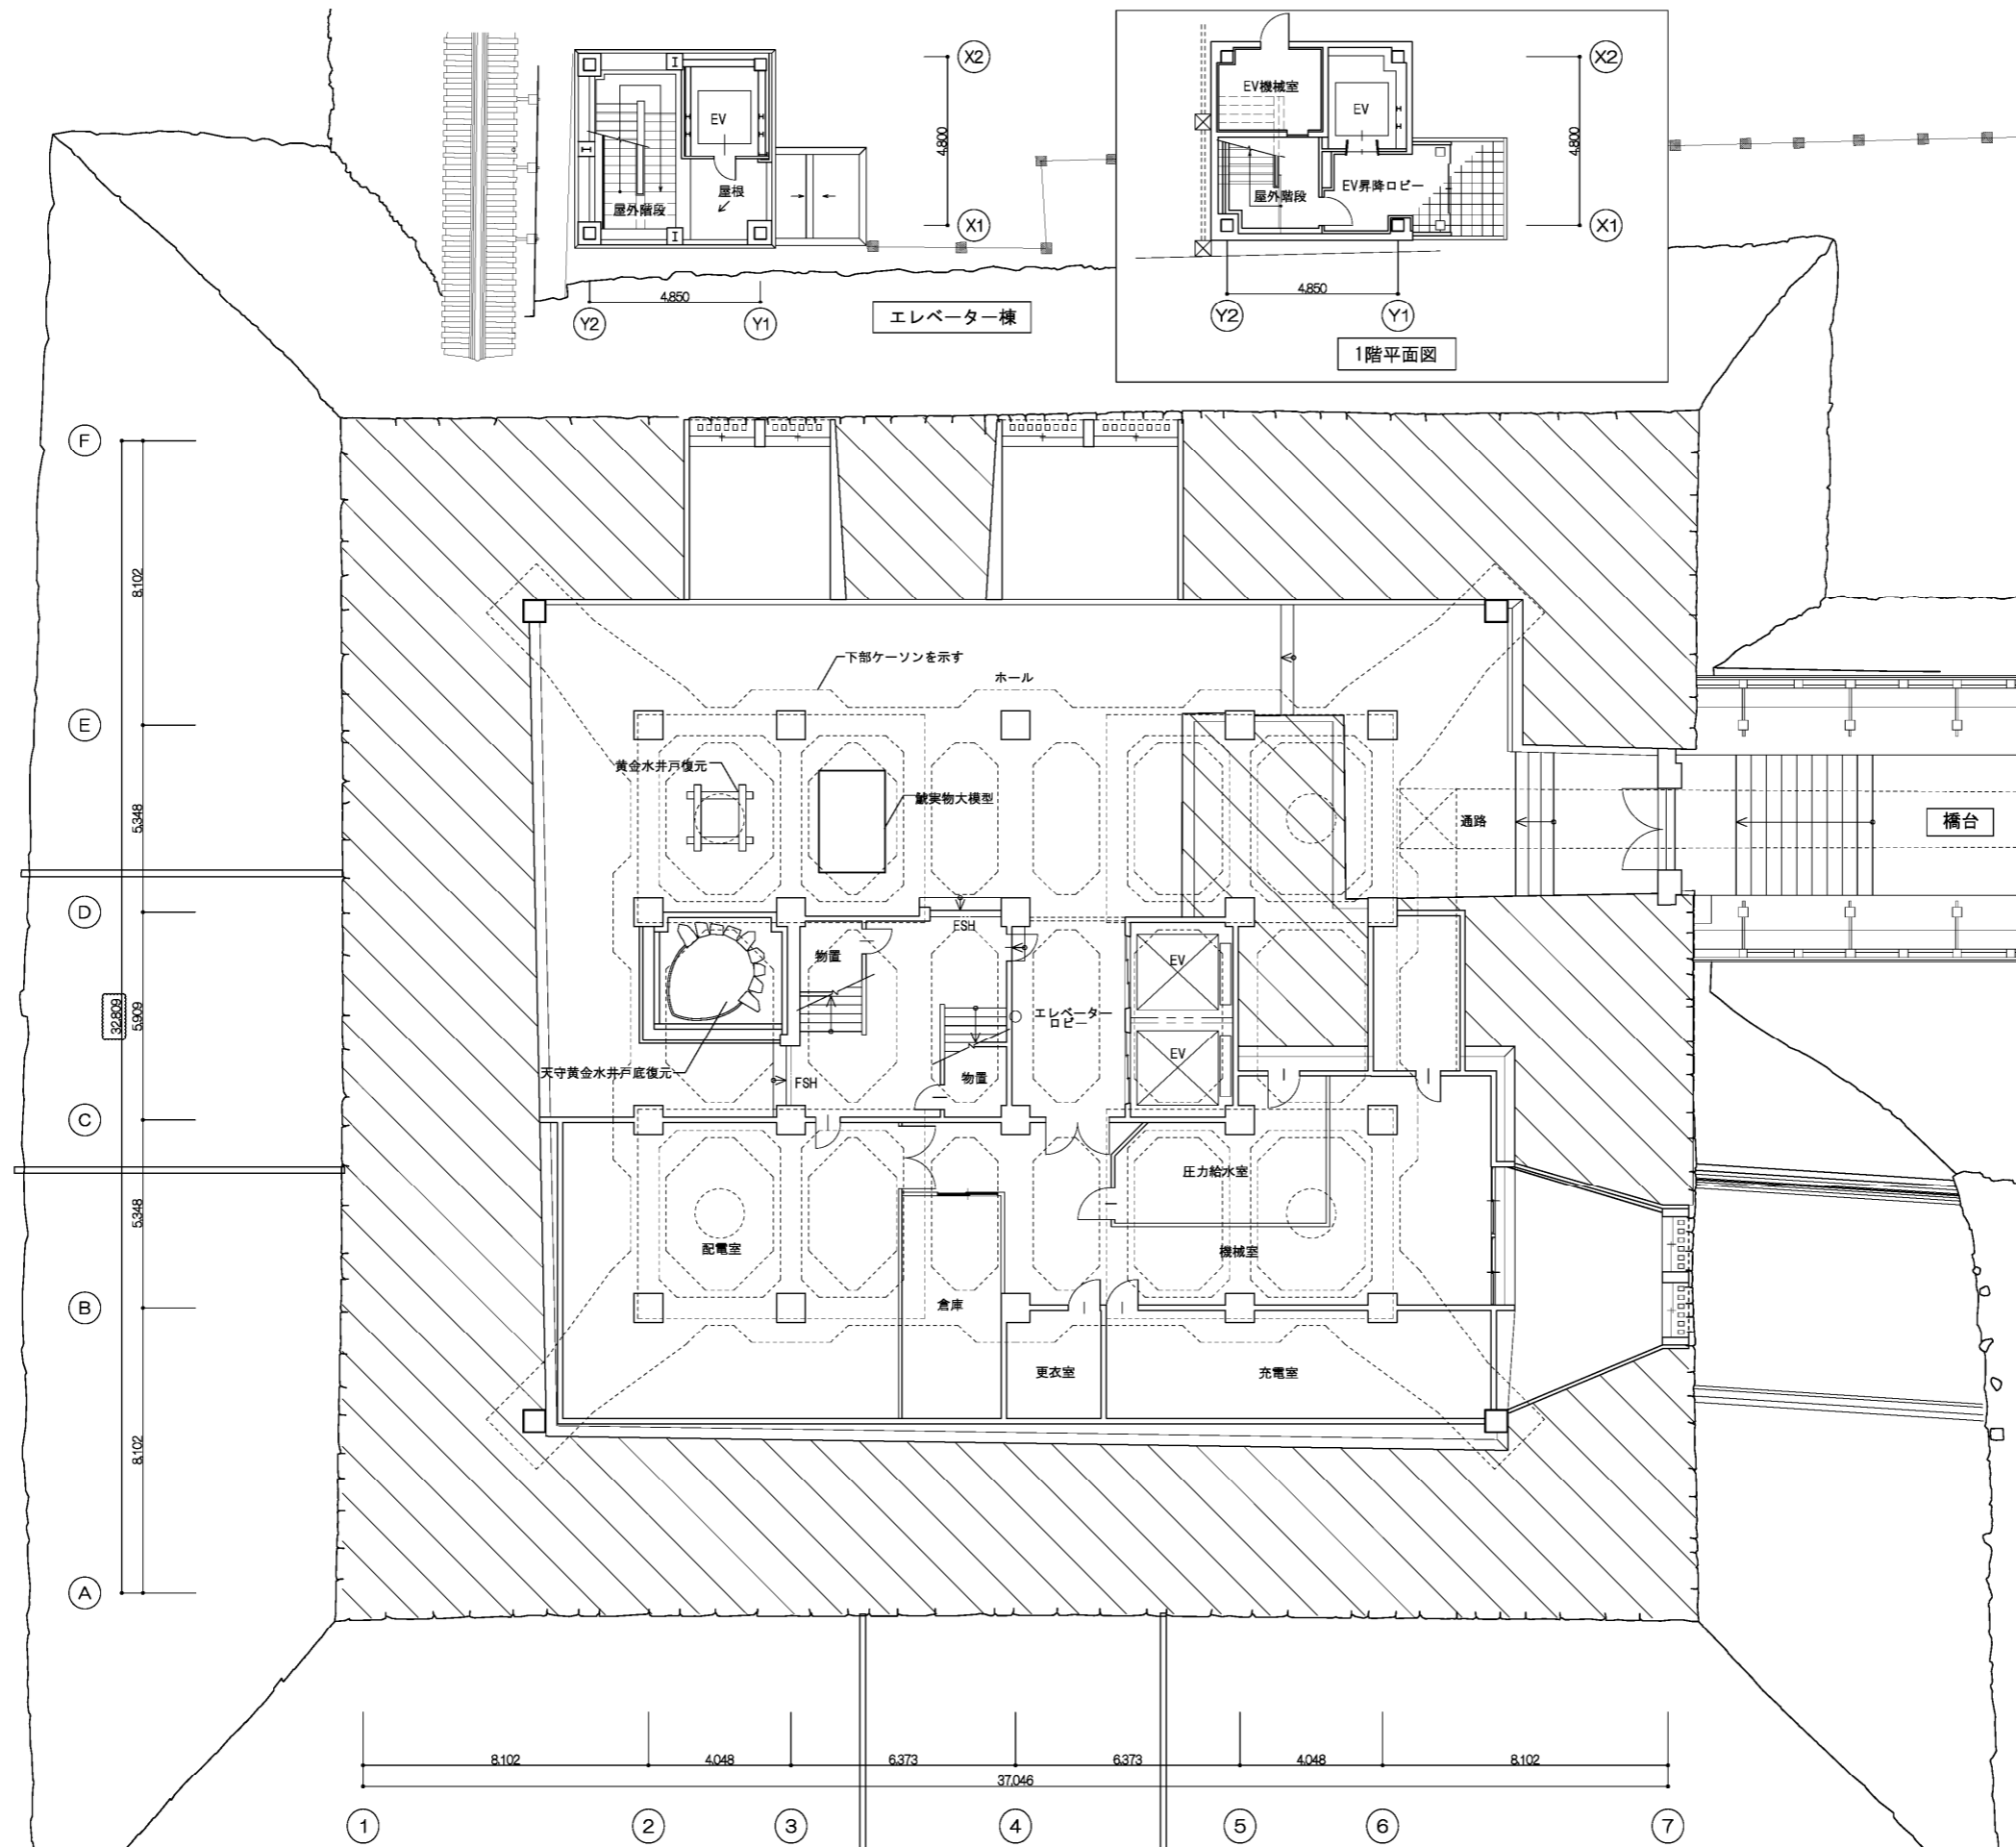 EV
屋外階段
屋根
4,800
X2
X1
4,850
Y2
Y1
エレベーター棟
EV機械室
EV
屋外階段
EV昇降ロビー
4,800
X2
X1
4,850
Y2
Y1
1階平面図
F
E
D
C
B
A
8,102
5,348
5,909
5,348
8,102
32,809
下部ケーソンを示す
ホール
黄金水井戸復元
鯱実物大模型
通路
橋台
物置
FSH
エレベーター
ロビー
EV
EV
天守黄金水井戸底復元
FSH
物置
圧力給水室
配電室
機械室
倉庫
更衣室
充電室
8,102
4,048
6,373
6,373
4,048
8,102
37,046
1
2
3
4
5
6
7